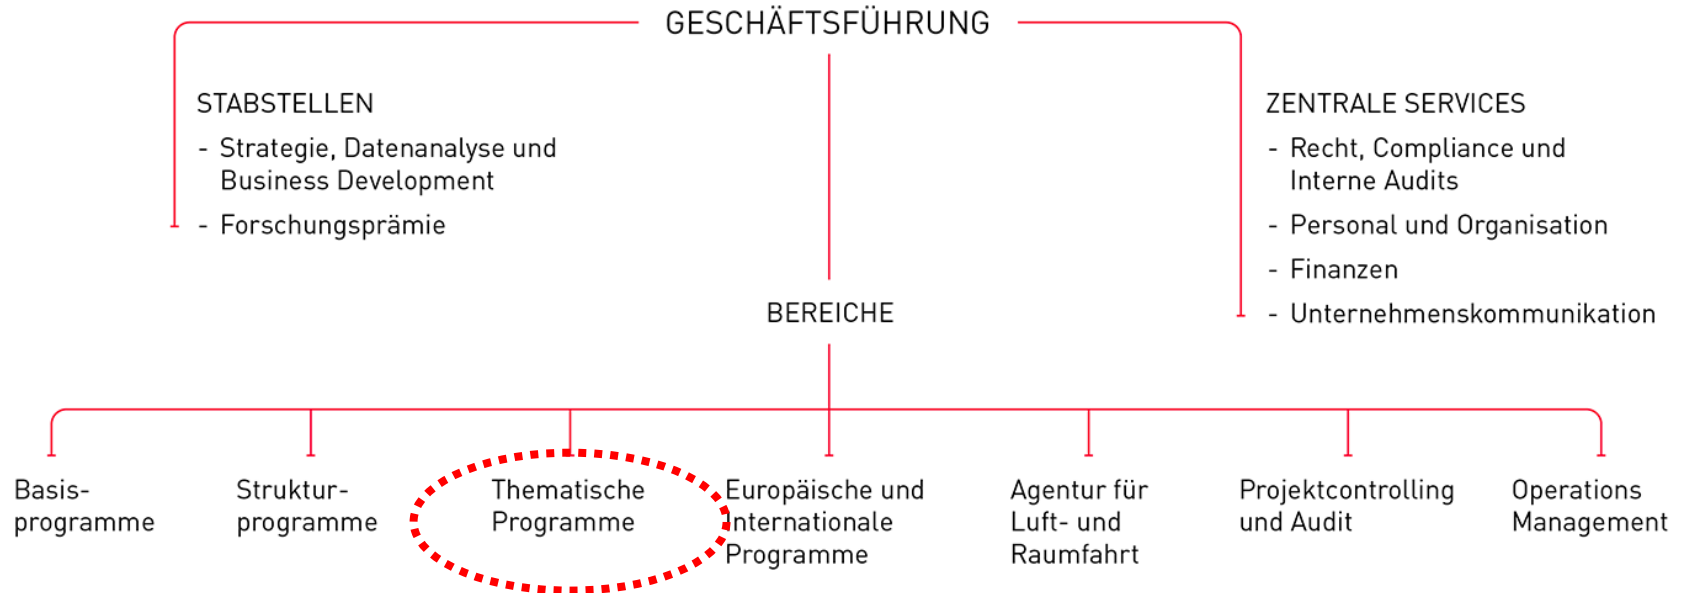 GESCHÄFTSFÜHRUNG
STABSTELLEN
- Strategie, Datenanalyse und
Business Development
- Forschungsprämie
ZENTRALE SERVICES
- Recht, Compliance und
Interne Audits
- Personal und Organisation
- Finanzen
- Unternehmenskommunikation
BEREICHE
Basis-
programme
Struktur-
programme
Thematische
Programme
Europäische und
Internationale
Programme
Agentur für
Luft- und
Raumfahrt
Projektcontrolling
und Audit
Operations
Management